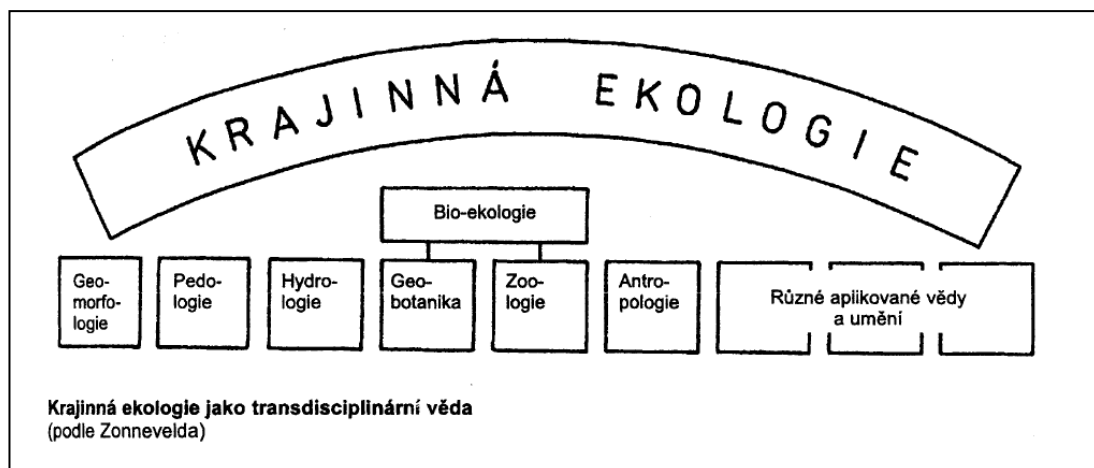 KRAJINNÁ EKOLOGIE
Bio-ekologie
Geo-
morfo-
logie
Pedo-
logie
Hydro-
logie
Geo-
botanika
Zoo-
logie
Antro-
pologie
Různé aplikované vědy
a umění
Krajinná ekologie jako transdisciplinární věda
(podle Zonnevelda)